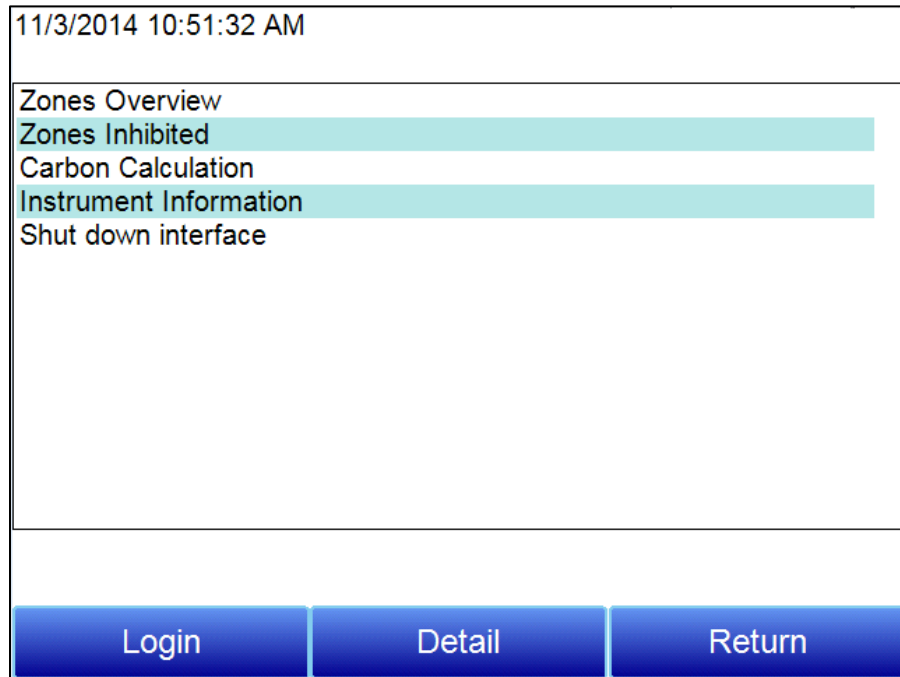 11/3/2014 10:51:32 AM
Zones Overview
Zones Inhibited
Carbon Calculation
Instrument Information
Shut down interface
Login Detail Return